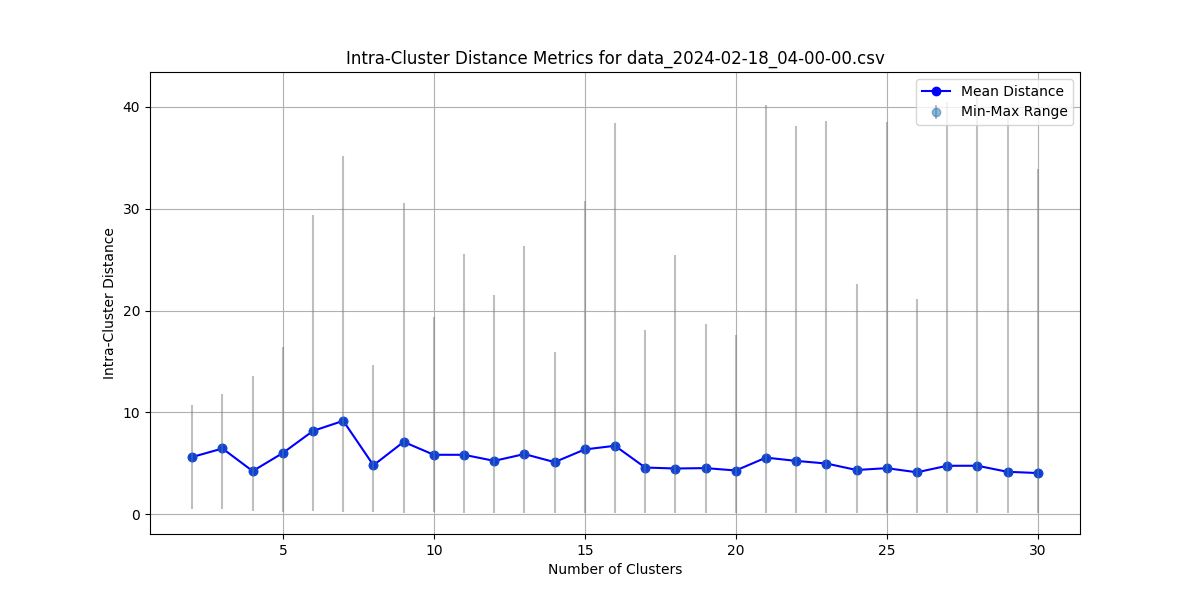 Intra-Cluster Distance Metrics for data_2024-02-18_04-00-00.csv
Mean Distance
Min-Max Range
40
30
20
10
0
Intra-Cluster Distance
5 10 15 20 25 30
Number of Clusters